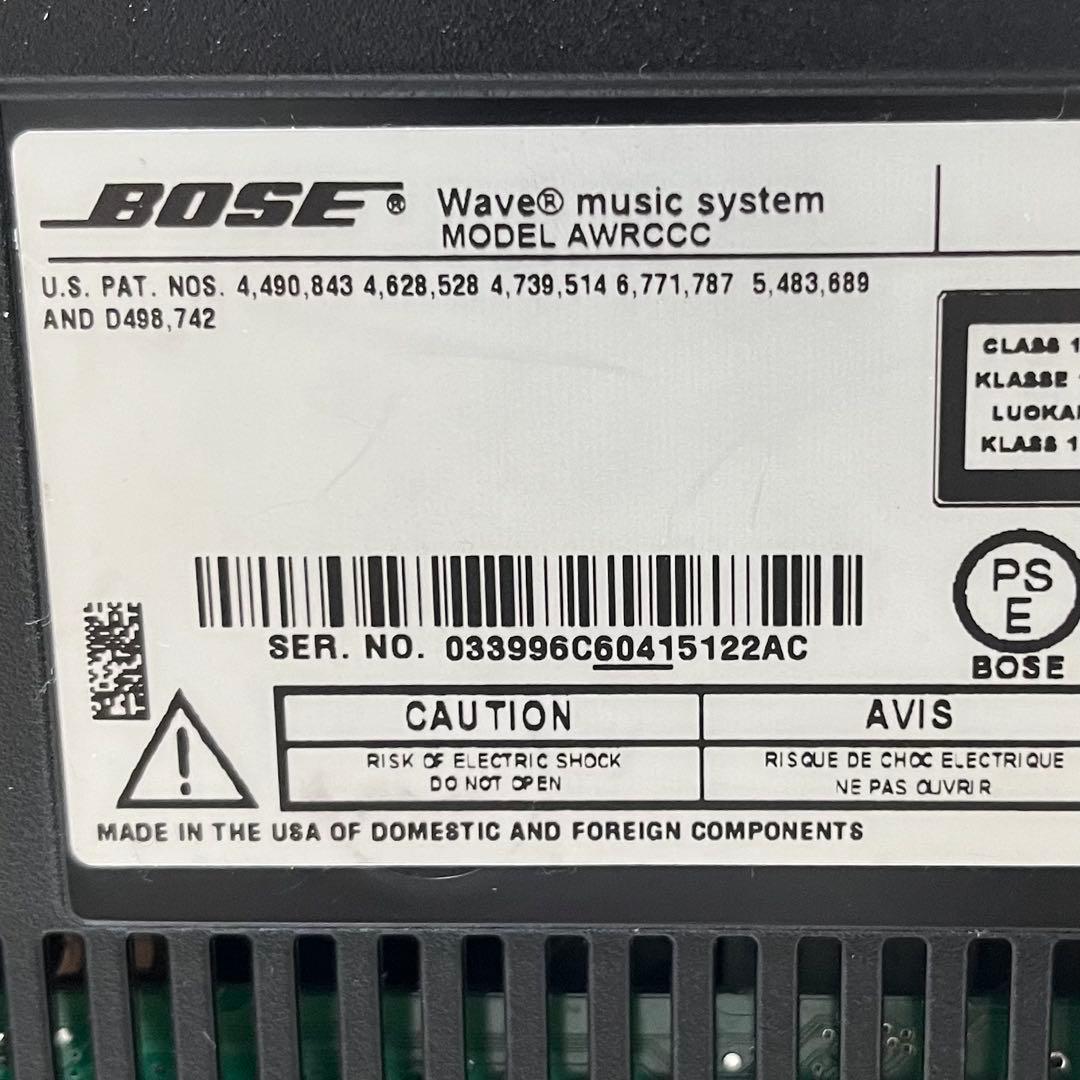 BOSE® Wave® music system
MODEL AWRCCC
U.S. PAT. NOS. 4,490,843 4,628,528 4,739,514 6,771,787 5,483,689
AND D498,742
CLASS 1
KLASSE 1
LUOKA
KLASS 1
PS
E
BOSE
SER. NO. 033996C60415122AC
CAUTION
RISK OF ELECTRIC SHOCK
DO NOT OPEN
AVIS
RISQUE DE CHOC ELECTRIQUE
NE PAS OUVRIR
MADE IN THE USA OF DOMESTIC AND FOREIGN COMPONENTS